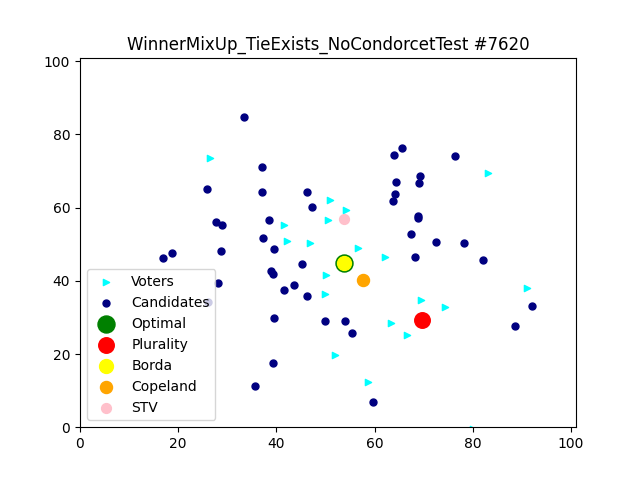 WinnerMixUp_TieExists_NoCondorcetTest #7620
100
80
60
40
20
0
Voters
Candidates
Optimal
Plurality
Borda
Copeland
STV
0 20 40 60 80 100